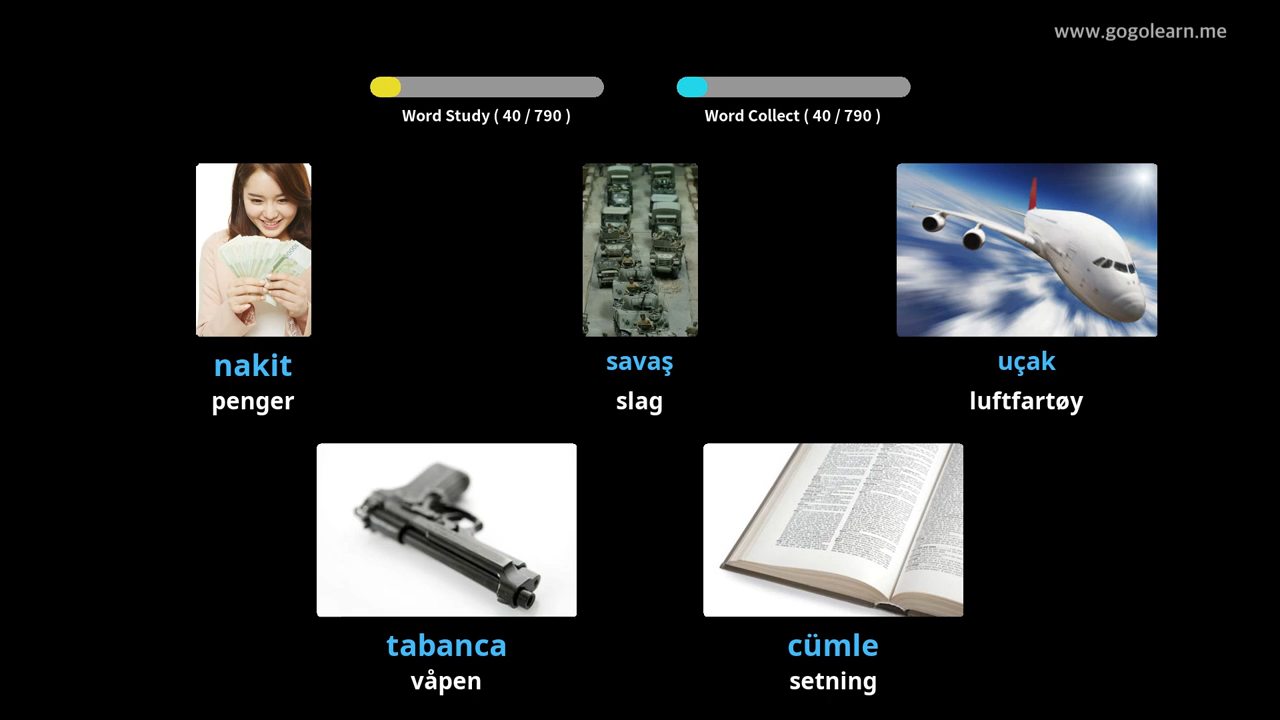 www.gogolearn.me
Word Study ( 40 / 790 )
Word Collect ( 40 / 790 )
nakit
penger
savaş
slag
uçak
luftfartøy
tabanca
våpen
cümle
setning